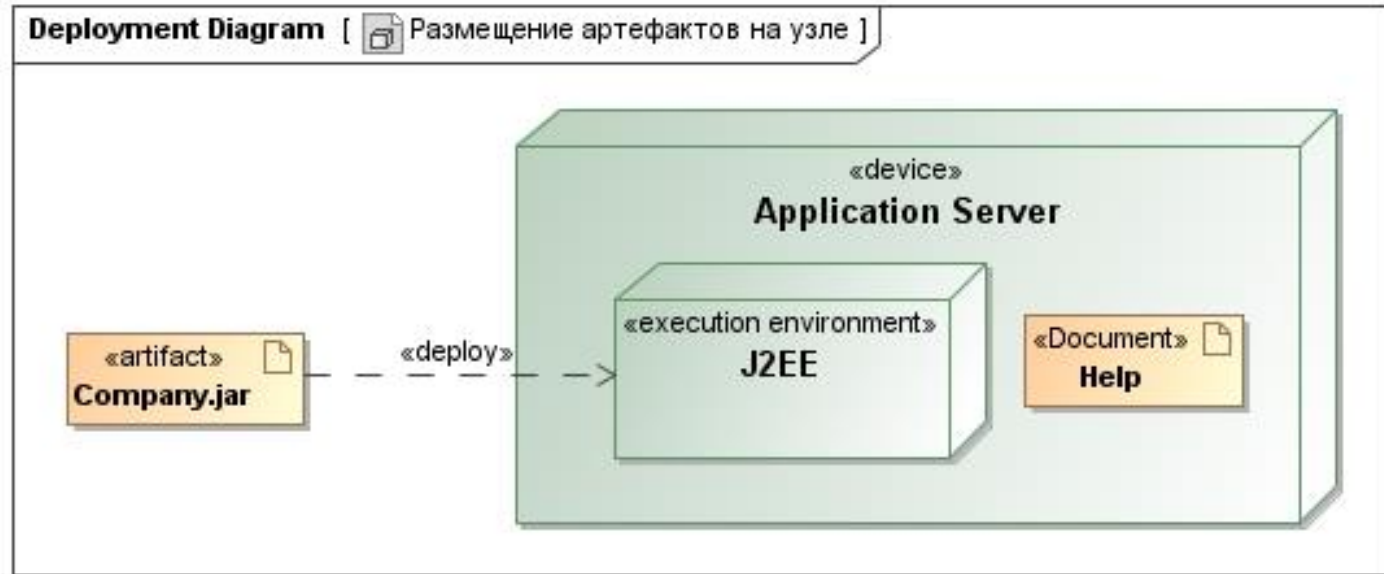 Deployment Diagram [ Размещение артефактов на узле ]
«device»
Application Server
«execution environment»
J2EE
«Document»
Help
«deploy»
«artifact»
Company.jar